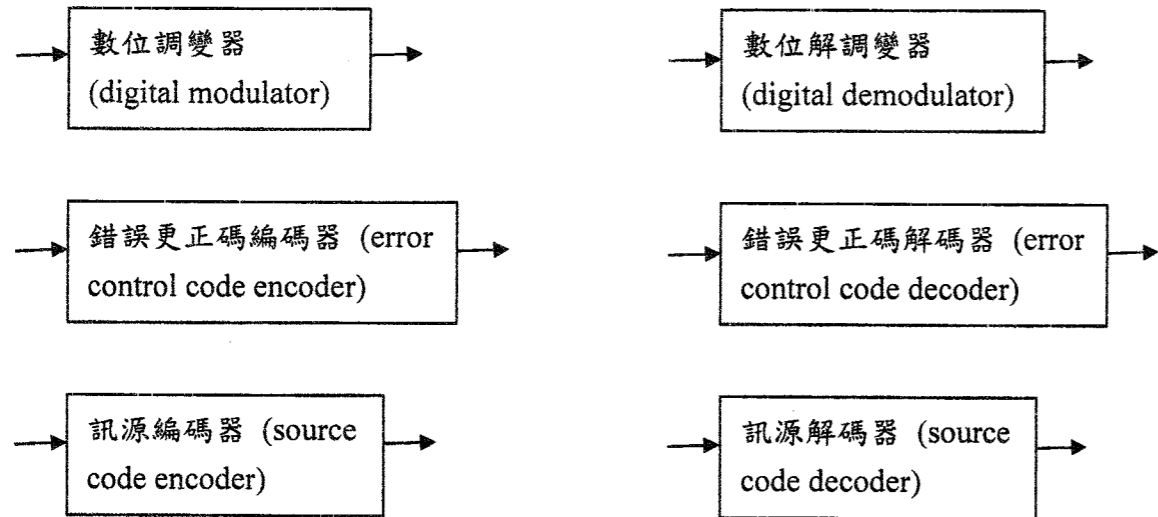 數位調變器
(digital modulator)
數位解調變器
(digital demodulator)
錯誤更正碼編碼器 (error
control code encoder)
錯誤更正碼解碼器 (error
control code decoder)
訊源編碼器 (source
code encoder)
訊源解碼器 (source
code decoder)